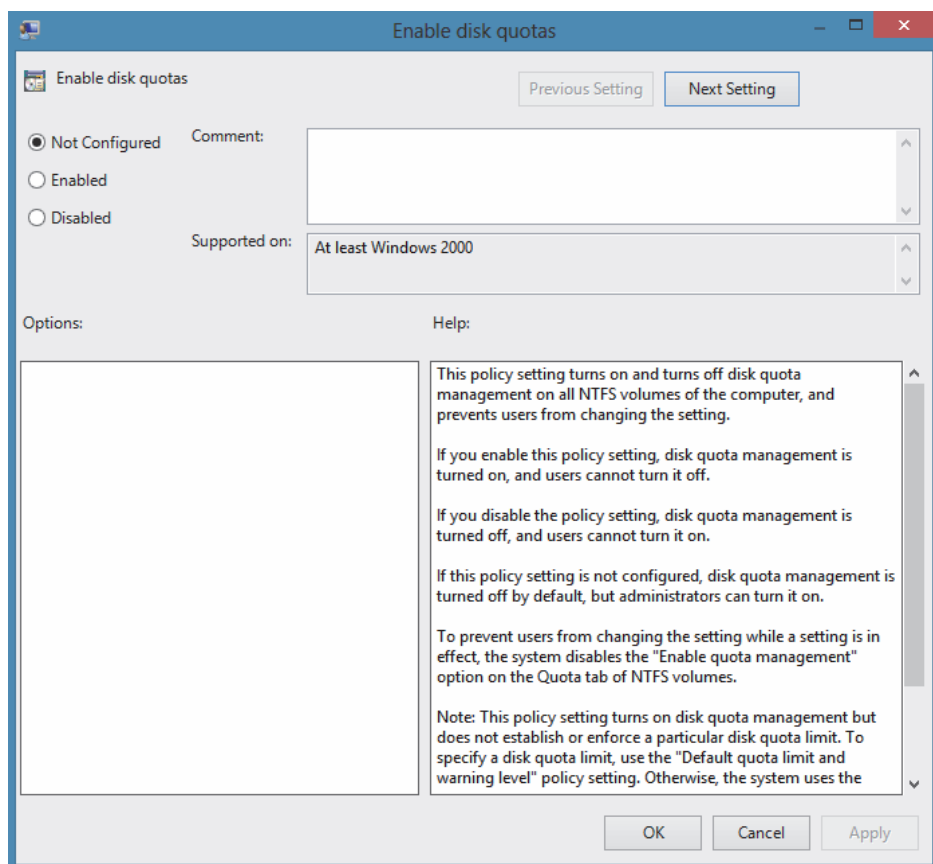 Enable disk quotas
Enable disk quotas
Previous Setting
Next Setting
Not Configured
Comment:
Enabled
Disabled
Supported on:
At least Windows 2000
Options:
Help:
This policy setting turns on and turns off disk quota
management on all NTFS volumes of the computer, and
prevents users from changing the setting.
If you enable this policy setting, disk quota management is
turned on, and users cannot turn it off.
If you disable the policy setting, disk quota management is
turned off, and users cannot turn it on.
If this policy setting is not configured, disk quota management is
turned off by default, but administrators can turn it on.
To prevent users from changing the setting while a setting is in
effect, the system disables the "Enable quota management"
option on the Quota tab of NTFS volumes.
Note: This policy setting turns on disk quota management but
does not establish or enforce a particular disk quota limit. To
specify a disk quota limit, use the "Default quota limit and
warning level" policy setting. Otherwise, the system uses the
OK
Cancel
Apply